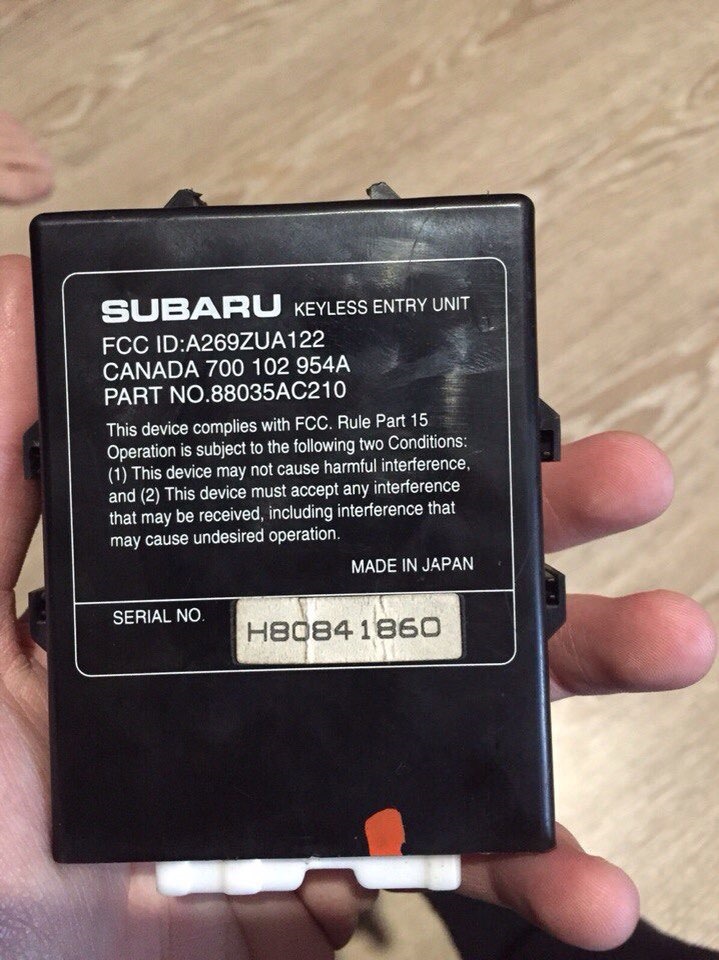 SUBARU KEYLESS ENTRY UNIT
FCC ID:A269ZUA122
CANADA 700 102 954A
PART NO.88035AC210
This device complies with FCC. Rule Part 15
Operation is subject to the following two Conditions:
(1) This device may not cause harmful interference,
and (2) This device must accept any interference
that may be received, including interference that
may cause undesired operation.
MADE IN JAPAN
SERIAL NO. H80841860